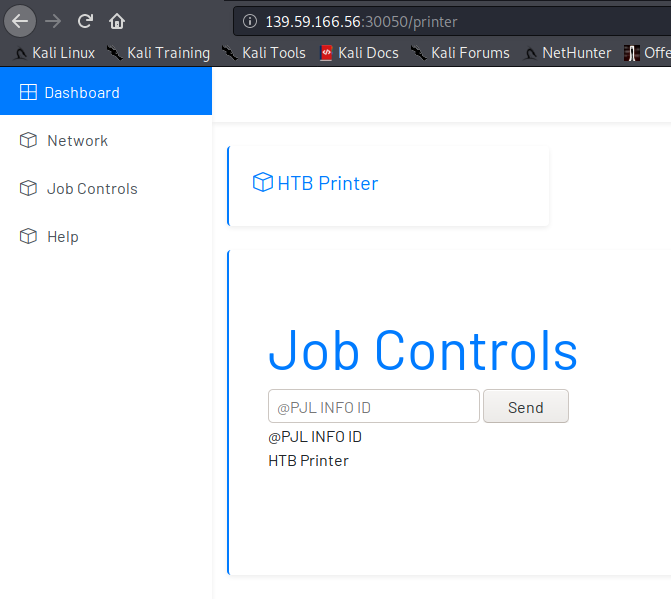 139.59.166.56:30050/printer
Kali Linux Kali Training Kali Tools Kali Docs Kali Forums NetHunter Offe
Dashboard
Network
Job Controls
Help
HTB Printer
Job Controls
@PJL INFO ID Send
@PJL INFO ID
HTB Printer